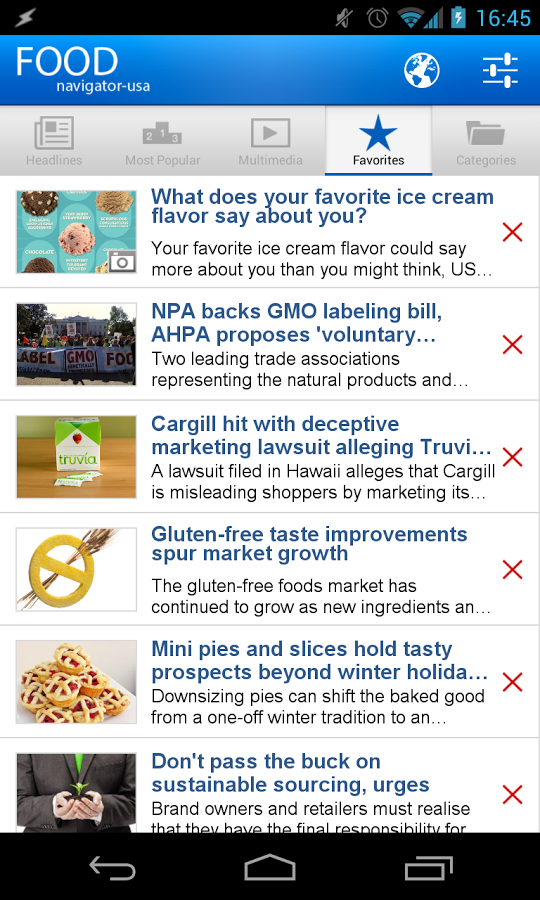 16:45
FOOD
navigator-usa
Headlines
Most Popular
Multimedia
Favorites
Categories
What does your favorite ice cream
flavor say about you?
Your favorite ice cream flavor could say
more about you than you might think, US...
CHOCOLATE
NPA backs GMO labeling bill,
AHPA proposes 'voluntary...
Two leading trade associations
representing the natural products and...
LABEL GMO FOO
Cargill hit with deceptive
marketing lawsuit alleging Truvi...
A lawsuit filed in Hawaii alleges that Cargill
is misleading shoppers by marketing its...
truvia
Gluten-free taste improvements
spur market growth
The gluten-free foods market has
continued to grow as new ingredients an...
Mini pies and slices hold tasty
prospects beyond winter holida...
Downsizing pies can shift the baked good
from a one-off winter tradition to an...
Don't pass the buck on
sustainable sourcing, urges
Brand owners and retailers must realise
that they have the final responsibility for